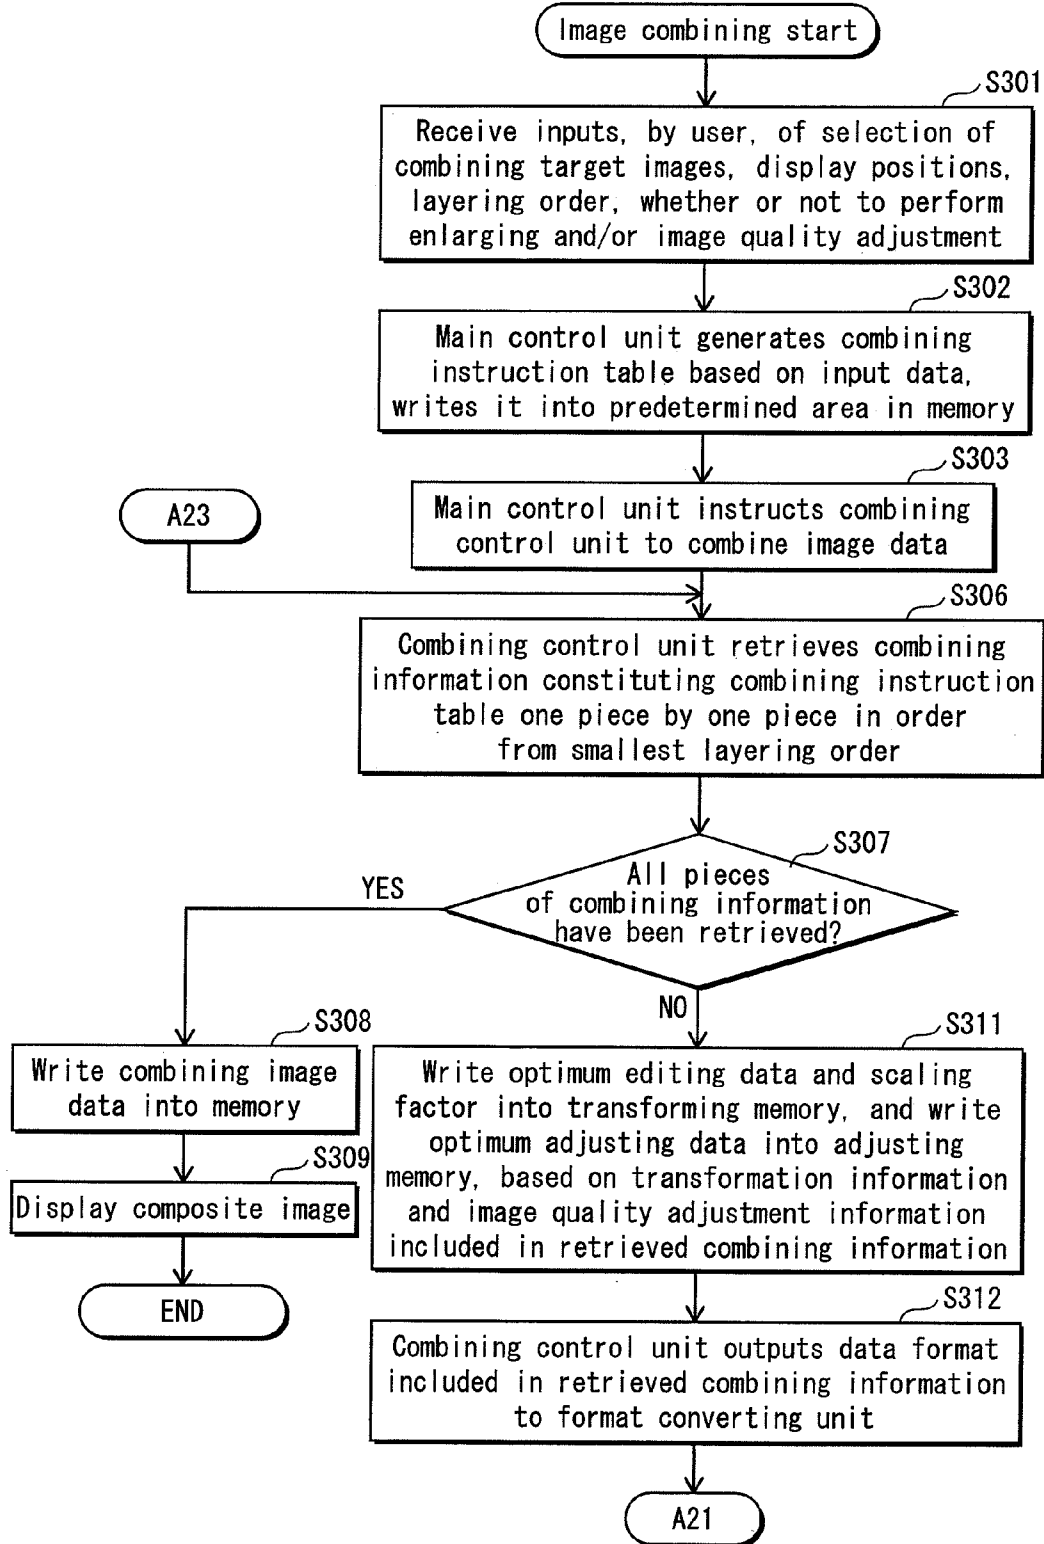 Image combining start
S301
Receive inputs, by user, of selection of
combining target images, display positions,
layering order, whether or not to perform
enlarging and/or image quality adjustment
S302
Main control unit generates combining
instruction table based on input data,
writes it into predetermined area in memory
S303
Main control unit instructs combining
control unit to combine image data
A23
S306
Combining control unit retrieves combining
information constituting combining instruction
table one piece by one piece in order
from smallest layering order
S307
All pieces
of combining information
have been retrieved?
YES
NO
S308
Write combining image
data into memory
S309
Display composite image
END
S311
Write optimum editing data and scaling
factor into transforming memory, and write
optimum adjusting data into adjusting
memory, based on transformation information
and image quality adjustment information
included in retrieved combining information
S312
Combining control unit outputs data format
included in retrieved combining information
to format converting unit
A21